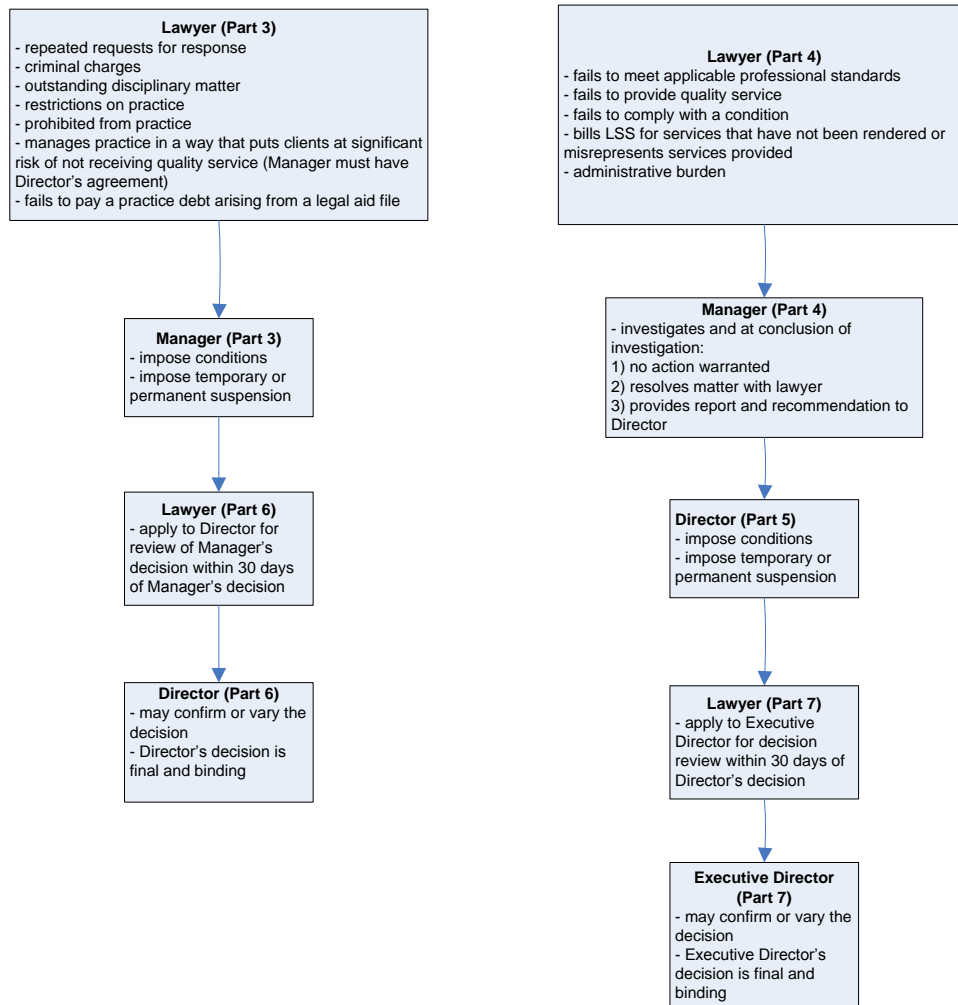 Lawyer (Part 3)
- repeated requests for response
- criminal charges
- outstanding disciplinary matter
- restrictions on practice
- prohibited from practice
- manages practice in a way that puts clients at significant
risk of not receiving quality service (Manager must have
Director’s agreement)
- fails to pay a practice debt arising from a legal aid file
Manager (Part 3)
- impose conditions
- impose temporary or
permanent suspension
Lawyer (Part 6)
- apply to Director for
review of Manager’s
decision within 30 days
of Manager’s decision
Director (Part 6)
- may confirm or vary the
decision
- Director’s decision is
final and binding
Lawyer (Part 4)
- fails to meet applicable professional standards
- fails to provide quality service
- fails to comply with a condition
- bills LSS for services that have not been rendered or
misrepresents services provided
- administrative burden
Manager (Part 4)
- investigates and at conclusion of
investigation:
1) no action warranted
2) resolves matter with lawyer
3) provides report and recommendation to
Director
Director (Part 5)
- impose conditions
- impose temporary or
permanent suspension
Lawyer (Part 7)
- apply to Executive
Director for decision
review within 30 days of
Director’s decision
Executive Director
(Part 7)
- may confirm or vary the
decision
- Executive Director’s
decision is final and
binding